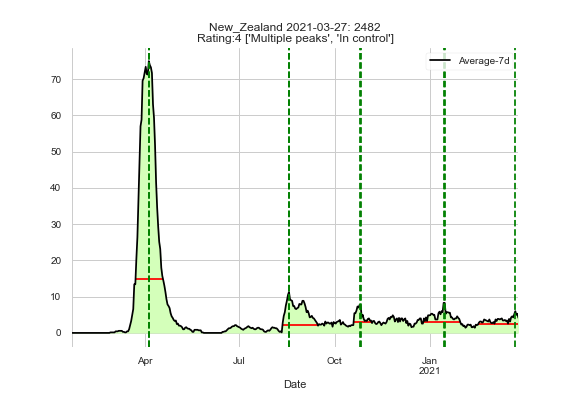 New_Zealand 2021-03-27: 2482
Rating:4 ['Multiple peaks', 'In control']
Average-7d
70
60
50
40
30
20
10
0
Apr
Jul
Oct
Jan
2021
Date